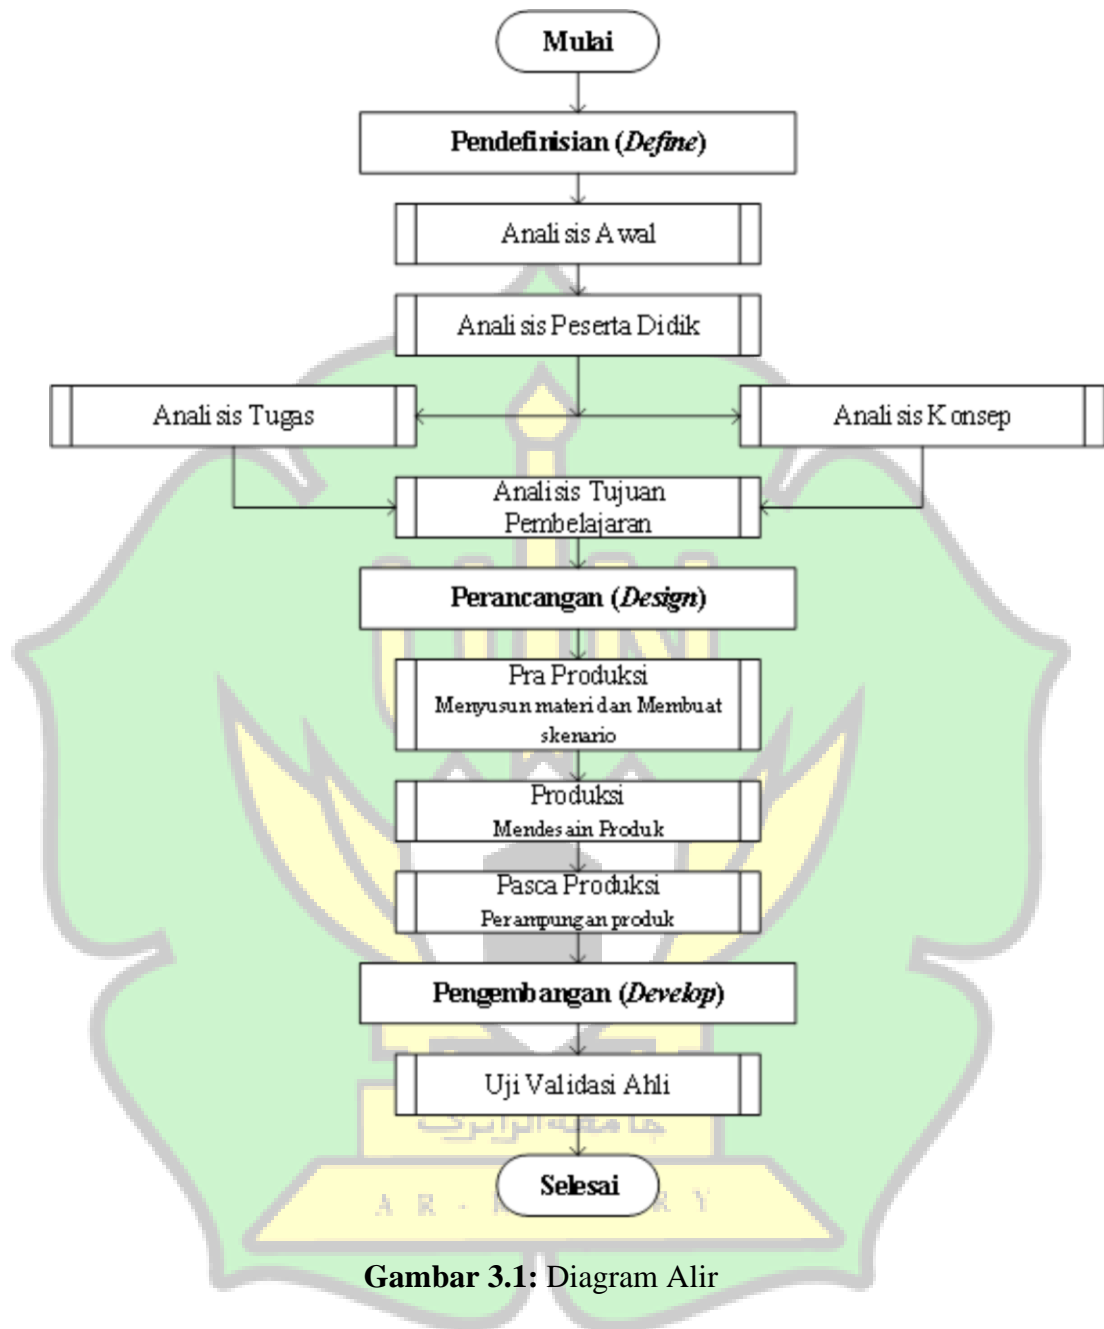 Mulai
Pendefinisian (Define)
Analisis Awal
Analisis Peserta Didik
Analisis Tugas
Analisis Konsep
Analisis Tujuan
Pembelajaran
Perancangan (Design)
Pra Produksi
Menyusun materi dan Membuat
skenario
Produksi
Mendesain Produk
Pasca Produksi
Perampungan produk
Pengembangan (Develop)
Uji Validasi Ahli
جامعة الرانري
Selesai
Gambar 3.1: Diagram Alir